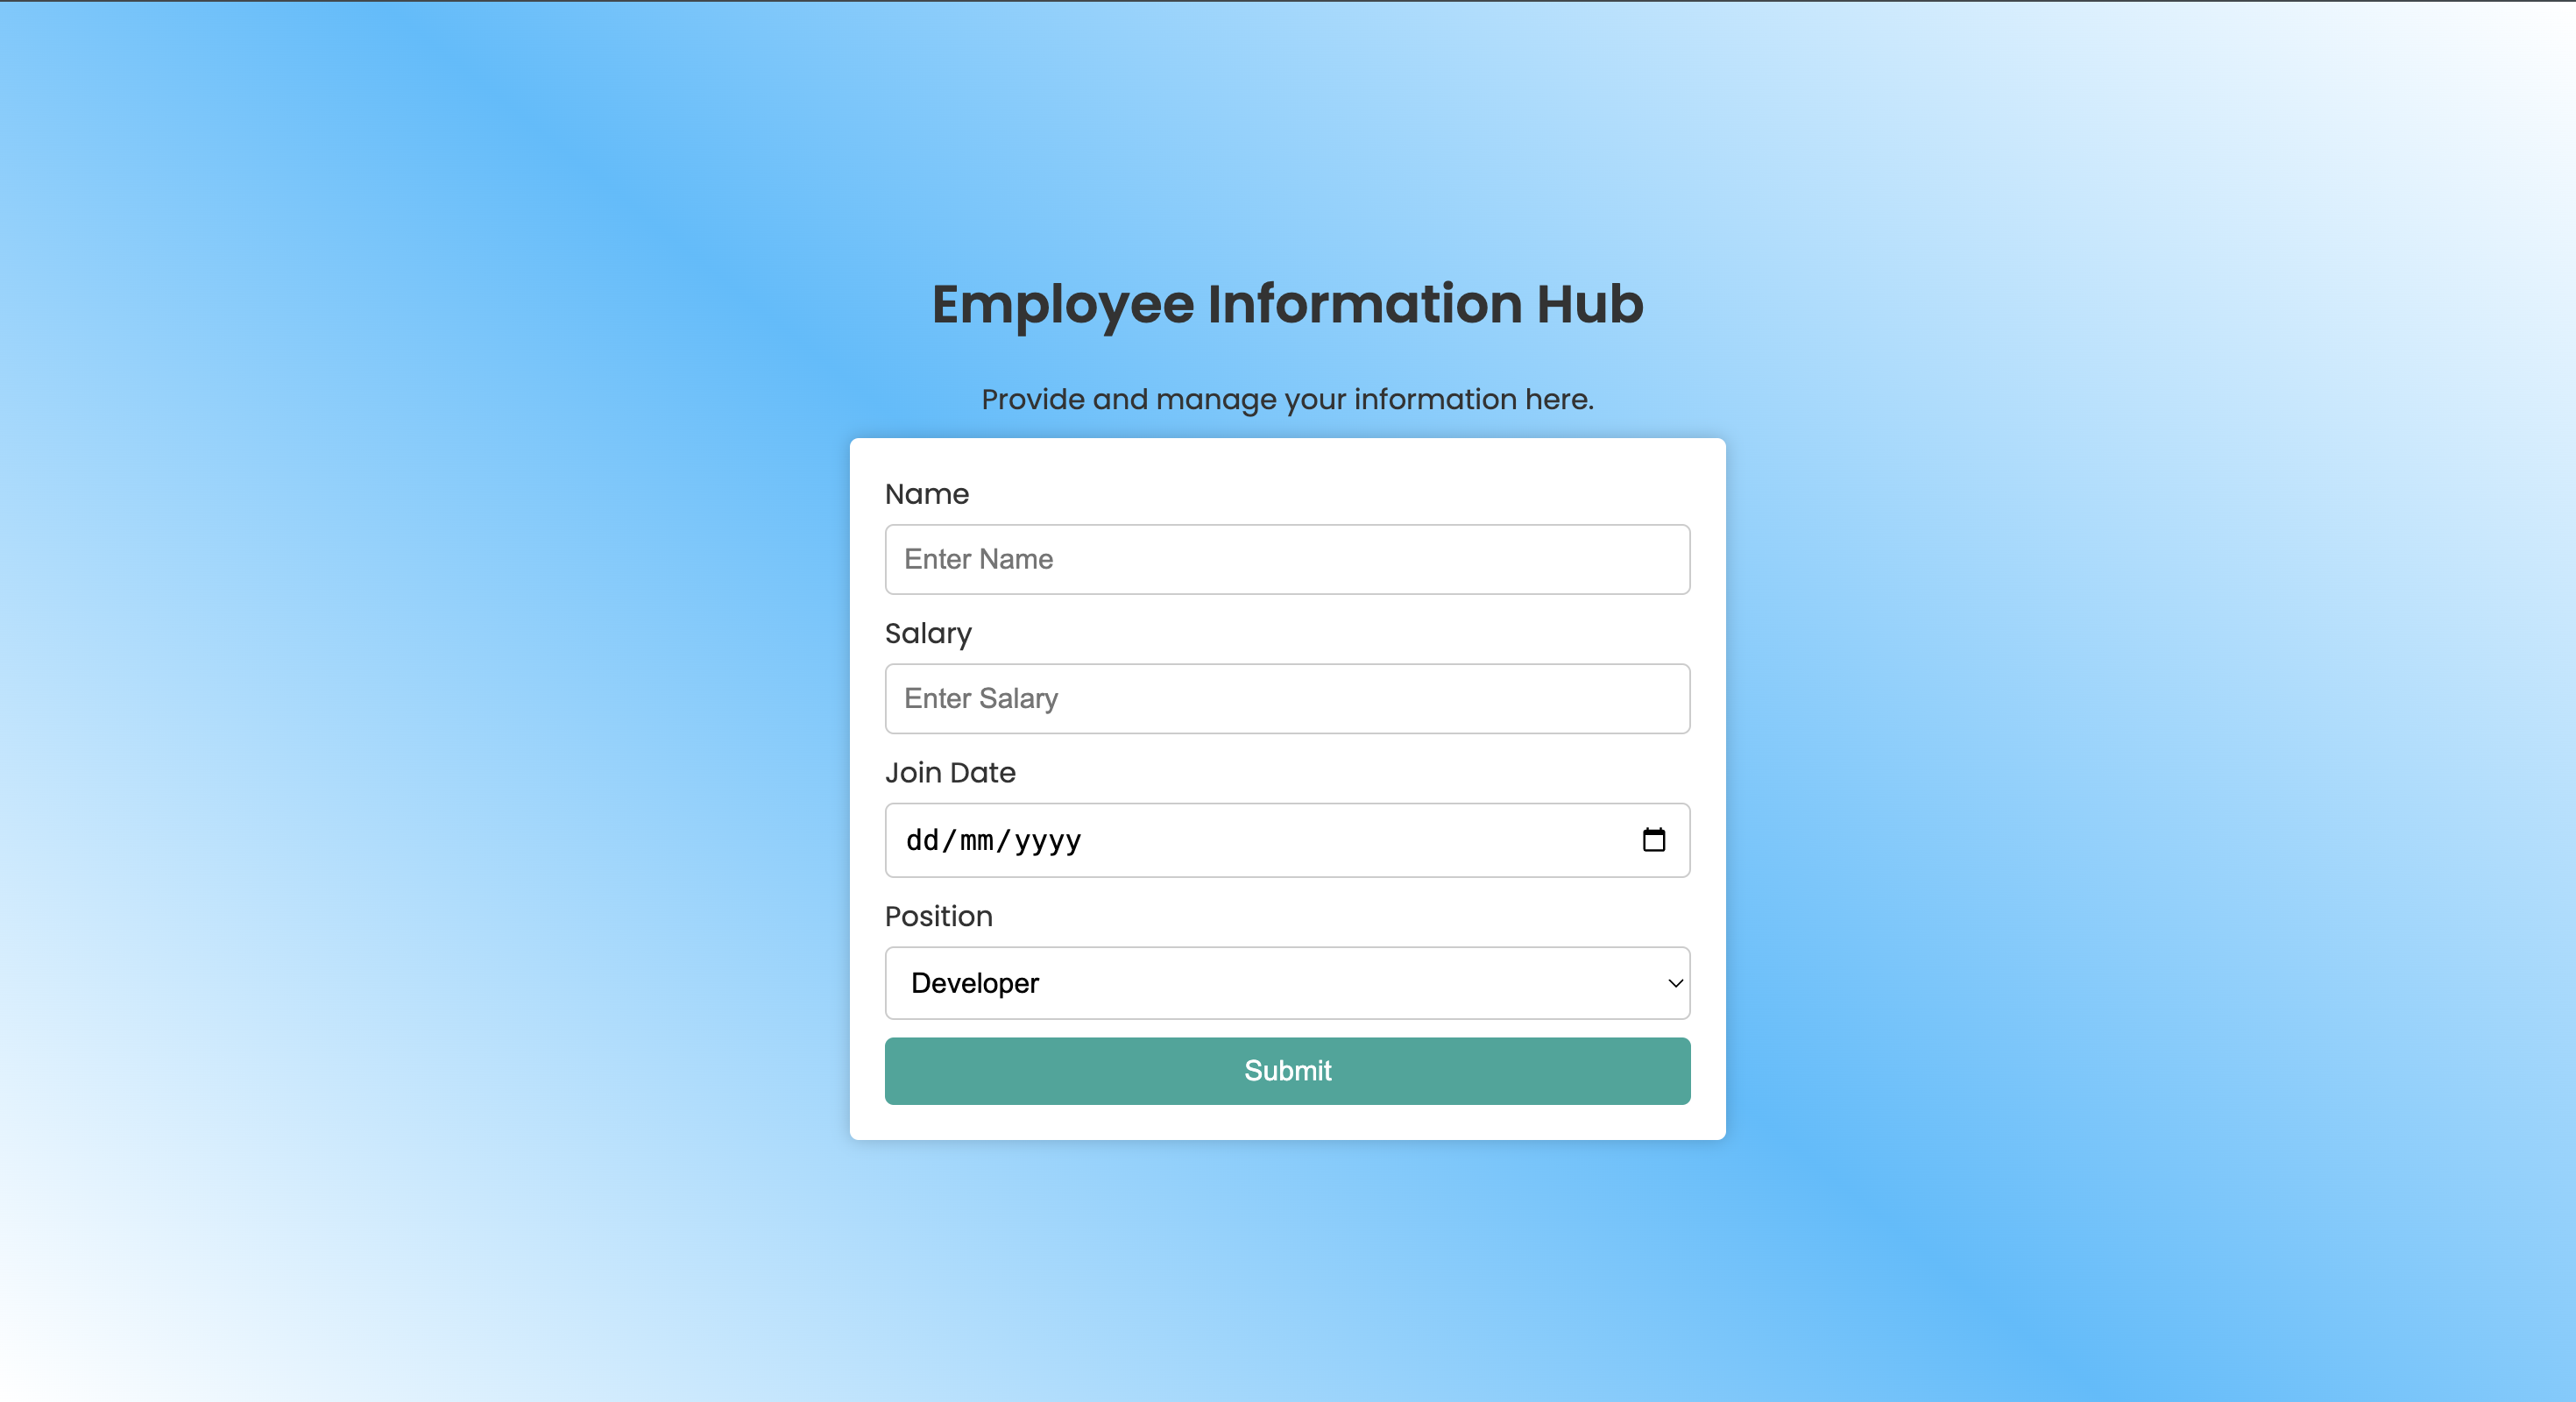 Employee Information Hub
Provide and manage your information here.
Name
Enter Name
Salary
Enter Salary
Join Date
dd/mm/yyyy
Position
Developer
Submit